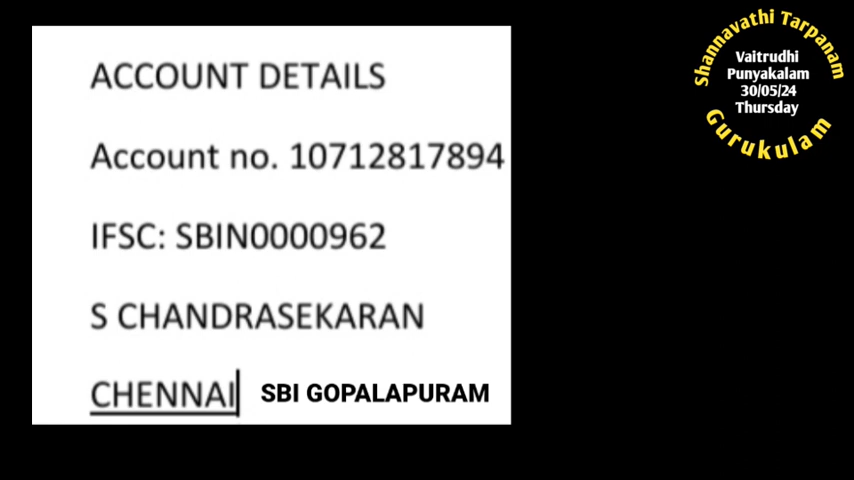 ACCOUNT DETAILS
Account no. 10712817894
IFSC: SBIN0000962
S CHANDRASEKARAN
CHENNAI SBI GOPALAPURAM
Shannavathi Tarpanam
Vaitrudhi
Punyakalam
30/05/24
Thursday
Gurukulam